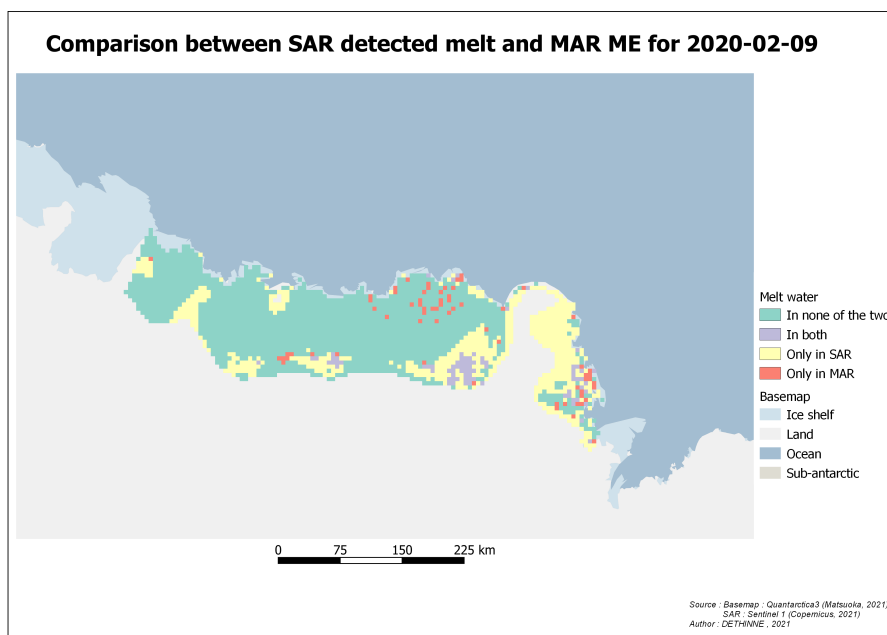 Comparison between SAR detected melt and MAR ME for 2020-02-09
Melt water
In none of the two
In both
Only in SAR
Only in MAR
Basemap
Ice shelf
Land
Ocean
Sub-antarctic
0 75 150 225 km
Source : Basemap : Quantarctica3 (Matsuoka, 2021)
SAR : Sentinel 1 (Copernicus, 2021)
Author : DETHINNE , 2021